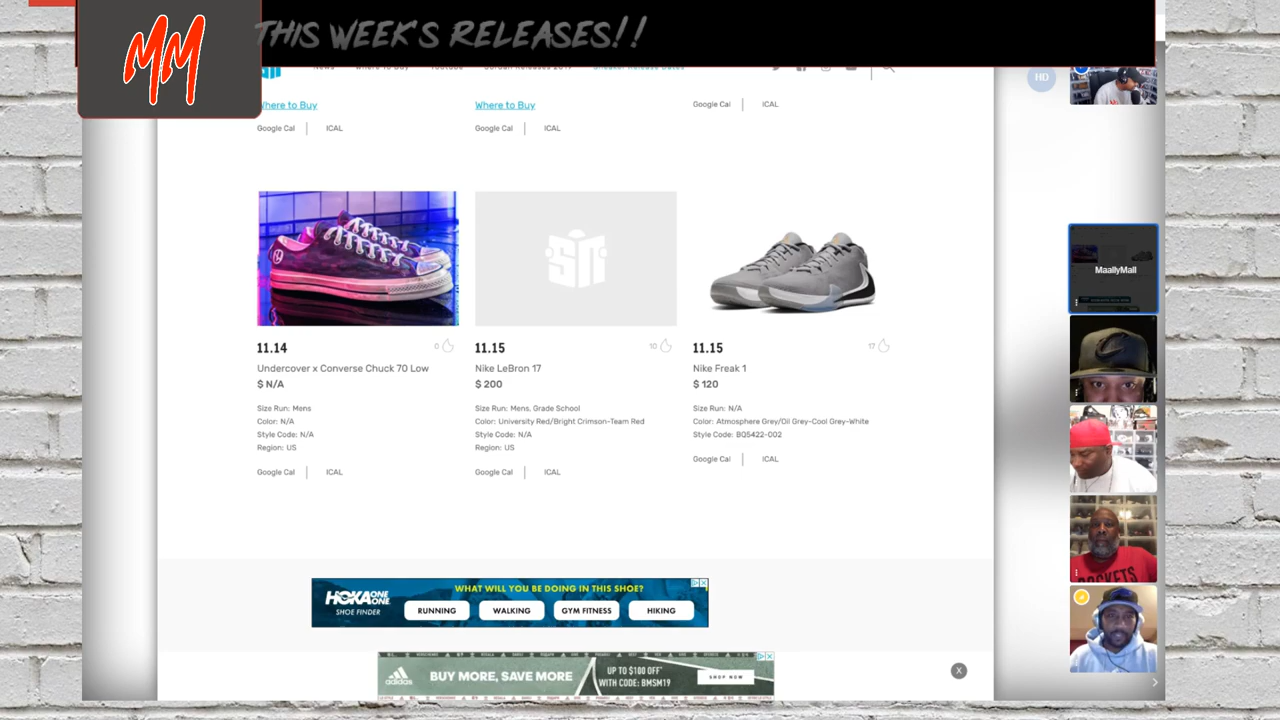 MM
THIS WEEK'S RELEASES!!
Where to Buy
Where to Buy
Google Cal | ICAL
Google Cal | ICAL
Google Cal | ICAL
HD
SN
11.14
0
Undercover x Converse Chuck 70 Low
$ N/A
Size Run: Mens
Color: N/A
Style Code: N/A
Region: US
Google Cal | ICAL
11.15
10
Nike LeBron 17
$ 200
Size Run: Mens, Grade School
Color: University Red/Bright Crimson-Team Red
Style Code: N/A
Region: US
Google Cal | ICAL
11.15
17
Nike Freak 1
$ 120
Size Run: N/A
Color: Atmosphere Grey/Oil Grey-Cool Grey-White
Style Code: BQ5422-002
Google Cal | ICAL
MaallyMall
HOKA ONE ONE
SHOE FINDER
WHAT WILL YOU BE DOING IN THIS SHOE?
RUNNING
WALKING
GYM FITNESS
HIKING
adidas
BUY MORE, SAVE MORE
UP TO $100 OFF*
WITH CODE: BMSM19
SHOP NOW
X